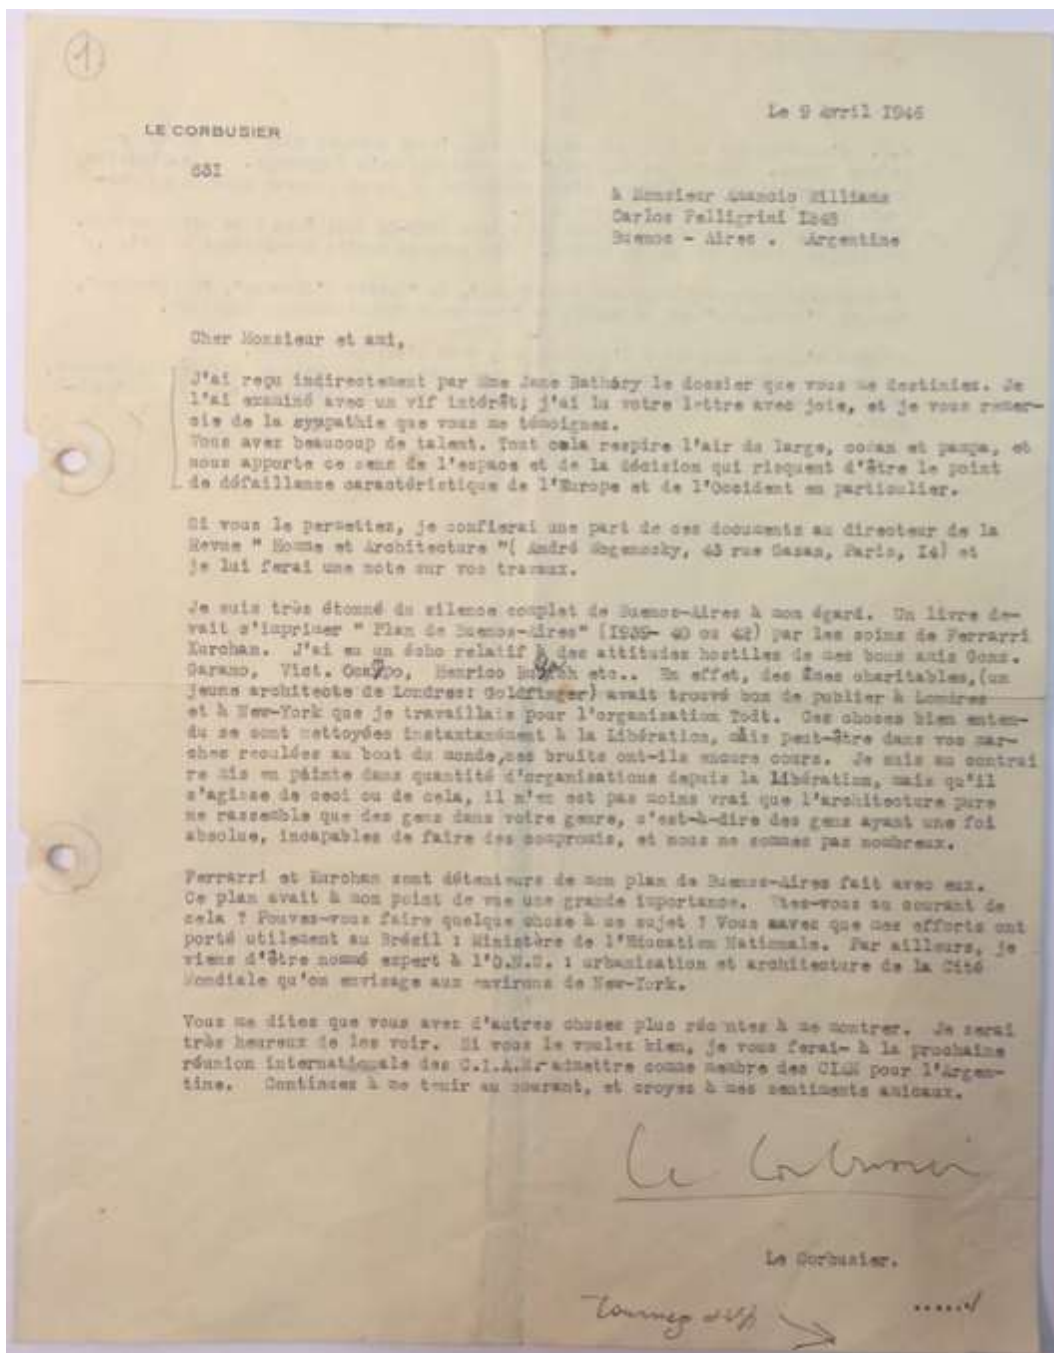 1
LE CORBUSIER
Le 9 Avril 1946
à Monsieur Amancio Williams
Carlos Pelligrini
Buenos - Aires . Argentine
Cher Monsieur et ami,
J'ai reçu indirectement par Mme Jane Bathéry le dossier que vous me destiniez. Je
l'ai examiné avec un vif intérêt; j'ai lu votre lettre avec joie, et je vous remer-
cie de la sympathie que vous me témoignez.
Vous avez beaucoup de talent. Tout cela respire l'air du large, océan et pampa, et
nous apporte ce sens de l'espace et de la décision qui risquent d'être le point
de défaillance caractéristique de l'Europe et de l'Occident en particulier.
Si vous le permettez, je confierai une part de ces documents au directeur de la
Revue " Homme et Architecture "( André Wogenscky, 43 rue Gazan, Paris, 14) et
je lui ferai une note sur vos travaux.
Je suis très étonné du silence complet de Buenos-Aires à mon égard. Un livre de-
vait s'imprimer " Plan de Buenos-Aires" (1939- 40 ou 42) par les soins de Ferrarri
Kurchan. J'ai eu un écho relatif à des attitudes hostiles de mes bons amis Gonz.
Garamo, Vict. Ocampo, Henrico etc.. En effet, des âmes charitables,(un
jeune architecte de Londres: Goldfinger) avait trouvé bon de publier à Londres
et à New-York que je travaillais pour l'organisation Todt. Ces choses bien enten-
du se sont nettoyées instantanément à la Libération, mais peut-être dans vos mar-
ches reculées au bout du monde,ces bruits ont-ils encore cours. Je suis au contrai
re mis en pointe dans quantité d'organisations depuis la Libération, mais qu'il
s'agisse de ceci ou de cela, il n'en est pas moins vrai que l'architecture pure
ne rassemble que des gens dans votre genre, c'est-à-dire des gens ayant une foi
absolue, incapables de faire des compromis, et nous ne sommes pas nombreux.
Ferrarri et Kurchan sont détenteurs de mon plan de Buenos-Aires fait avec eux.
Ce plan avait à mon point de vue une grande importance. Etes-vous au courant de
cela ? Pouvez-vous faire quelque chose à ce sujet ? Vous savez que mes efforts ont
porté utilement au Brésil : Ministère de l'Education Nationale. Par ailleurs, je
viens d'être nommé expert à l'O.N.U. : urbanisation et architecture de la Cité
Mondiale qu'on envisage aux environs de New-York.
Vous me dites que vous avez d'autres choses plus récentes à me montrer. Je serai
très heureux de les voir. Si vous le voulez bien, je vous ferai- à la prochaine
réunion internationale des C.I.A.M.-admettre comme membre des CIAM pour l'Argen-
tine. Continuez à me tenir au courant, et croyez à mes sentiments amicaux.
Le Corbusier
Le Corbusier.
Tournez svp